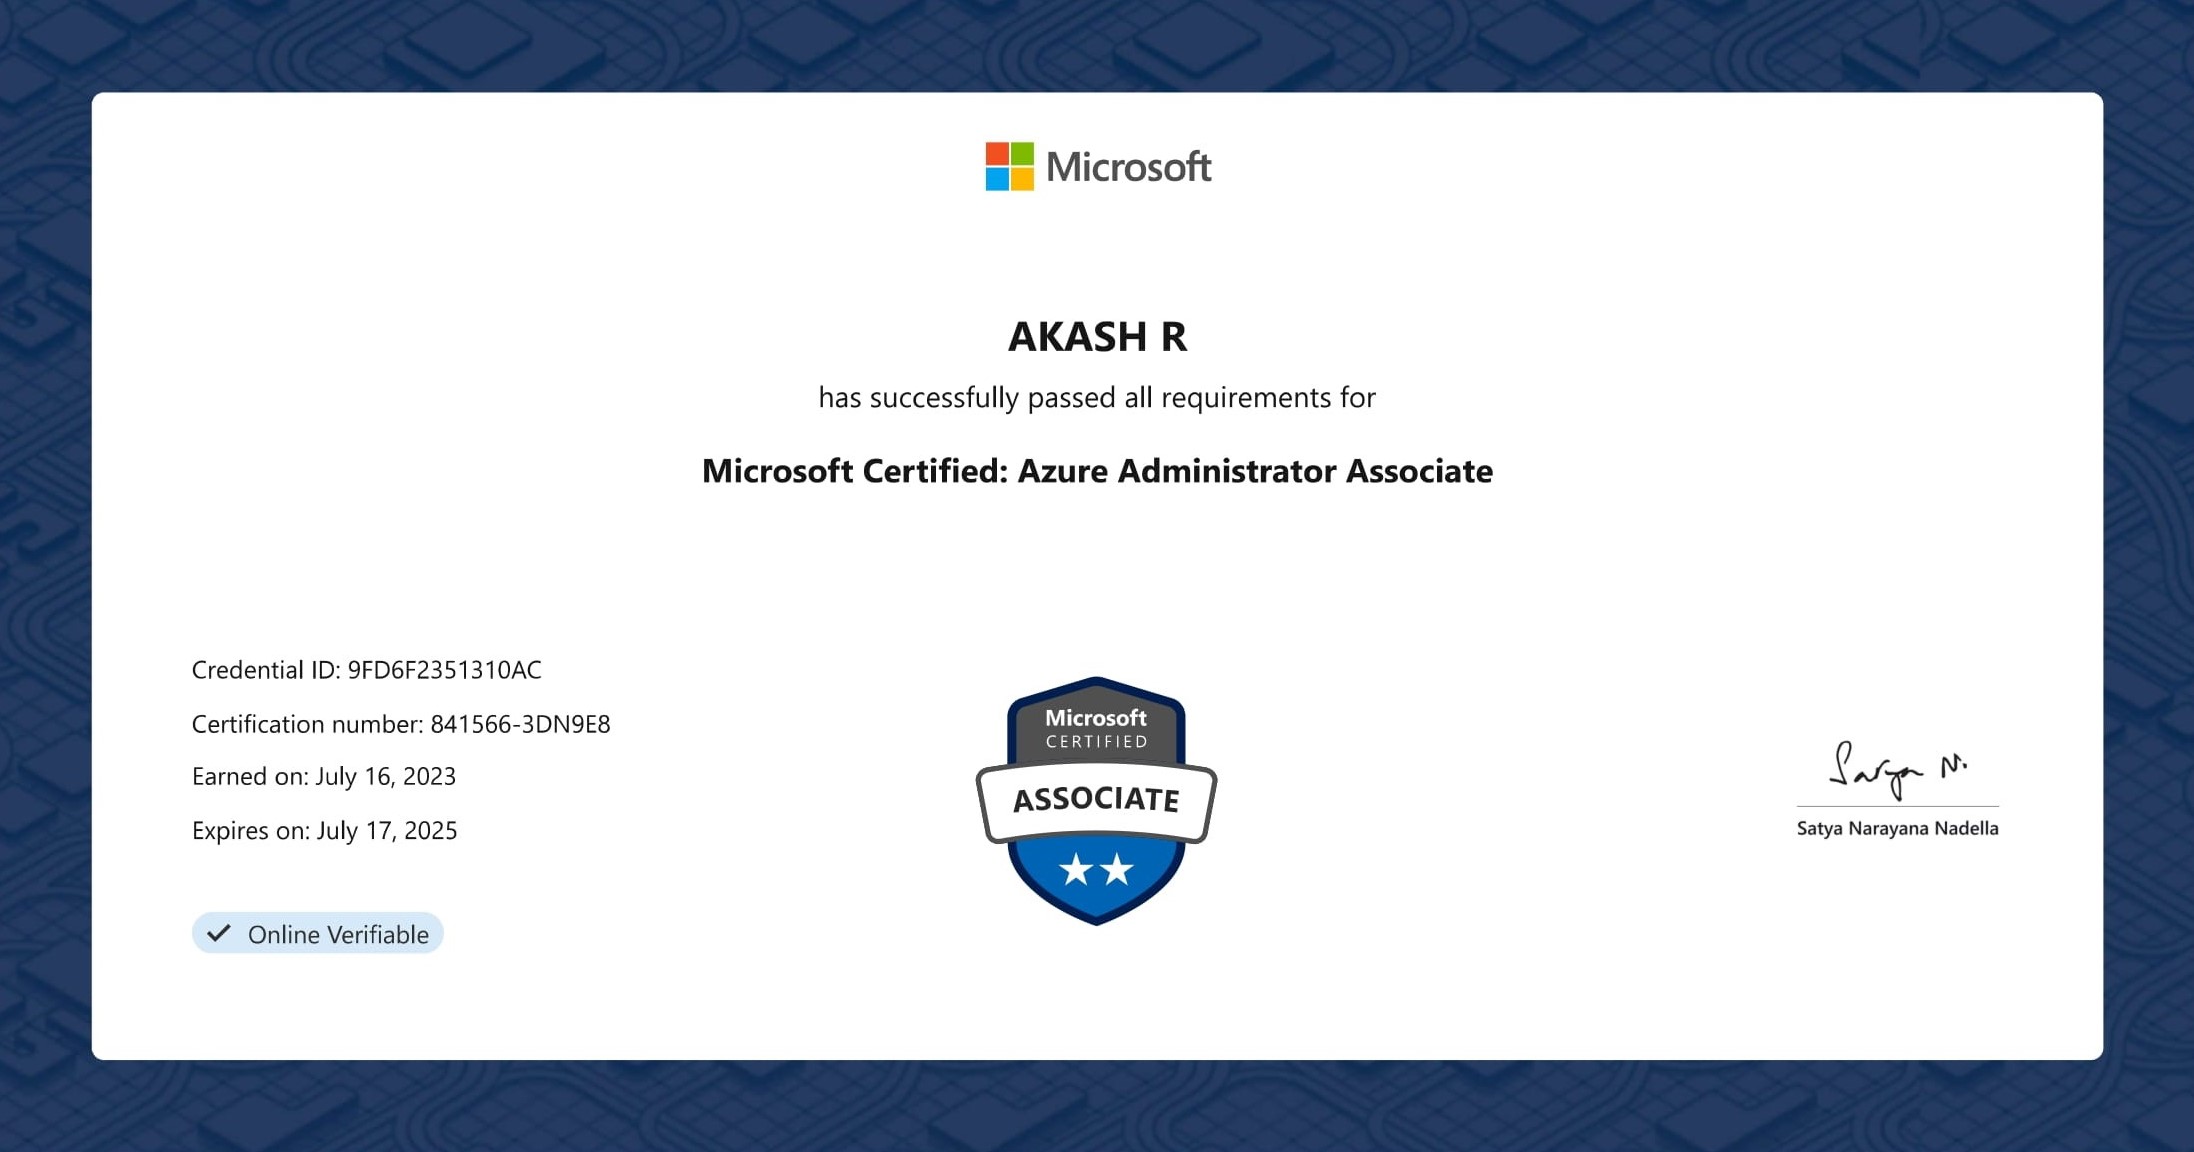 Microsoft
AKASH R
has successfully passed all requirements for
Microsoft Certified: Azure Administrator Associate
Credential ID: 9FD6F2351310AC
Certification number: 841566-3DN9E8
Earned on: July 16, 2023
Expires on: July 17, 2025
Online Verifiable
Microsoft
CERTIFIED
ASSOCIATE
Satya N.
Satya Narayana Nadella